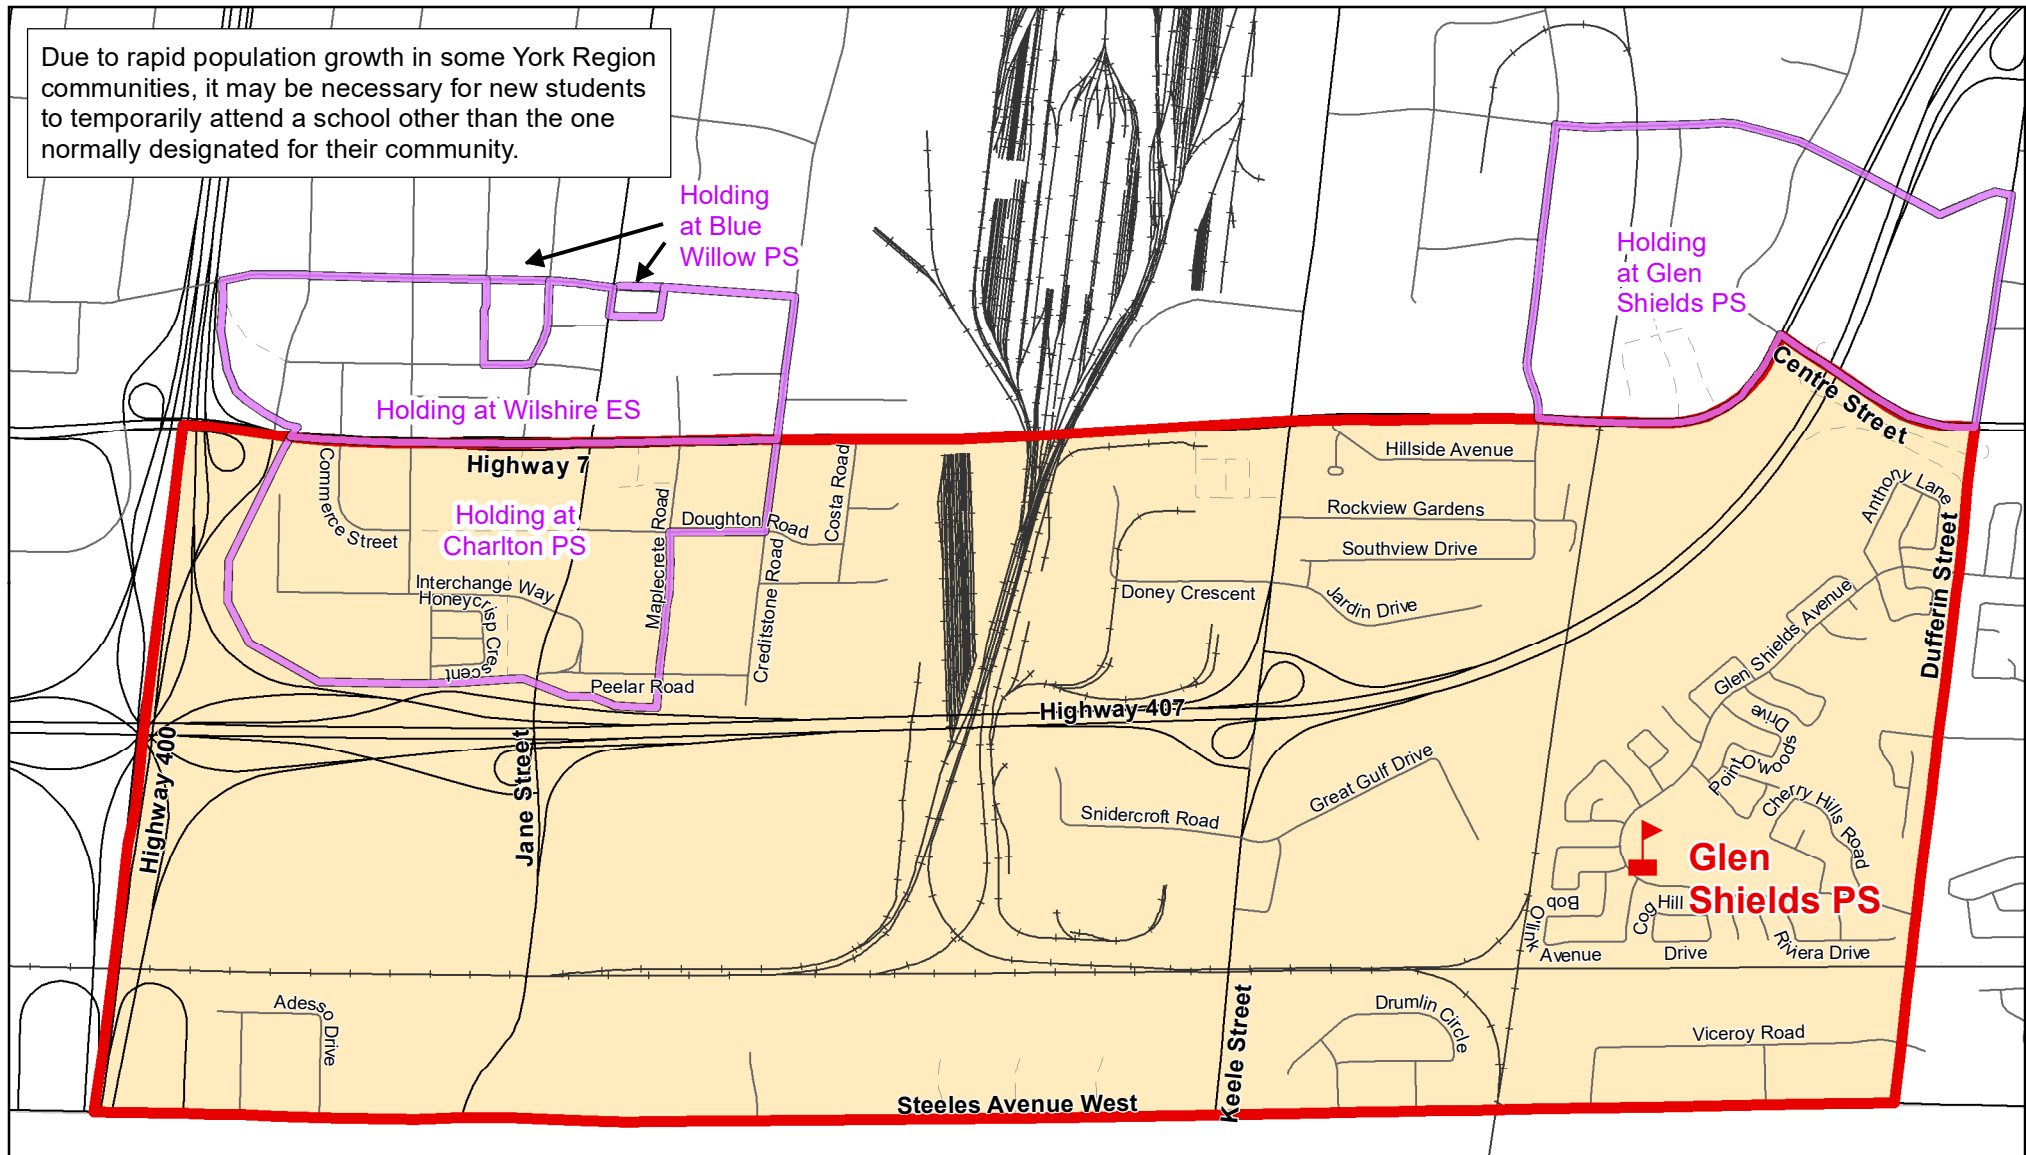 Due to rapid population growth in some York Region
communities, it may be necessary for new students
to temporarily attend a school other than the one
normally designated for their community.
Holding
at Blue
Willow PS
Holding
at Glen
Shields PS
Holding at Wilshire ES
Centre Street
Highway 7
Hillside Avenue
Commerce Street
Holding at
Charlton PS
Maplecrete Road
Doughton Road
Costa Road
Rockview Gardens
Anthony Lane
Southview Drive
Interchange Way
Honeycrisp Crescent
Creditstone Road
Doney Crescent
Jardin Drive
Dufferin Street
Glen Shields Avenue
Peelar Road
Highway 407
Highway 400
Jane Street
Point O'woods Drive
Great Gulf Drive
Snidercroft Road
Cherry Hills Road
Glen
Shields PS
Bob O'link Avenue
Cog Hill Drive
Riviera Drive
Adesso Drive
Keele Street
Drumlin Circle
Viceroy Road
Steeles Avenue West